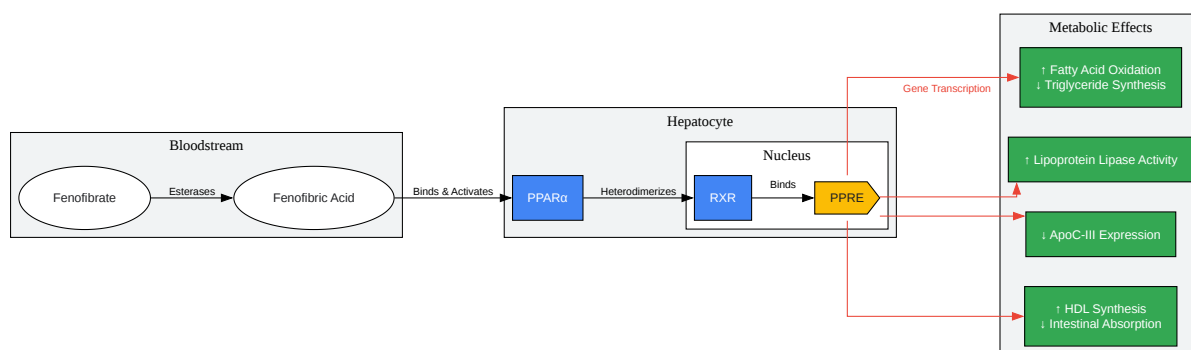 Bloodstream
Fenofibrate
Esterases
Fenofibric Acid
Binds & Activates
Hepatocyte
PPARα
Heterodimerizes
Nucleus
RXR
Binds
PPRE
Gene Transcription
Metabolic Effects
↑ Fatty Acid Oxidation
↓ Triglyceride Synthesis
↑ Lipoprotein Lipase Activity
↓ ApoC-III Expression
↑ HDL Synthesis
↓ Intestinal Absorption